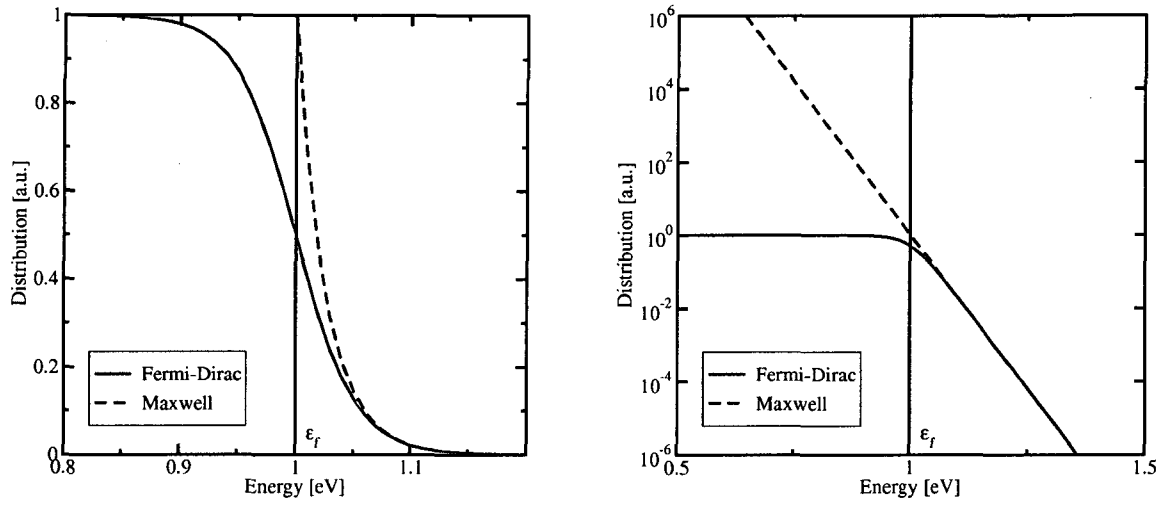 1
0.8
0.6
0.4
0.2
0
Distribution [a.u.]
Fermi-Dirac
Maxwell
ε_f
0.8 0.9 1 1.1
Energy [eV]
10^6
10^4
10^2
10^0
10^-2
10^-4
10^-6
Distribution [a.u.]
Fermi-Dirac
Maxwell
ε_f
0.5 1 1.5
Energy [eV]